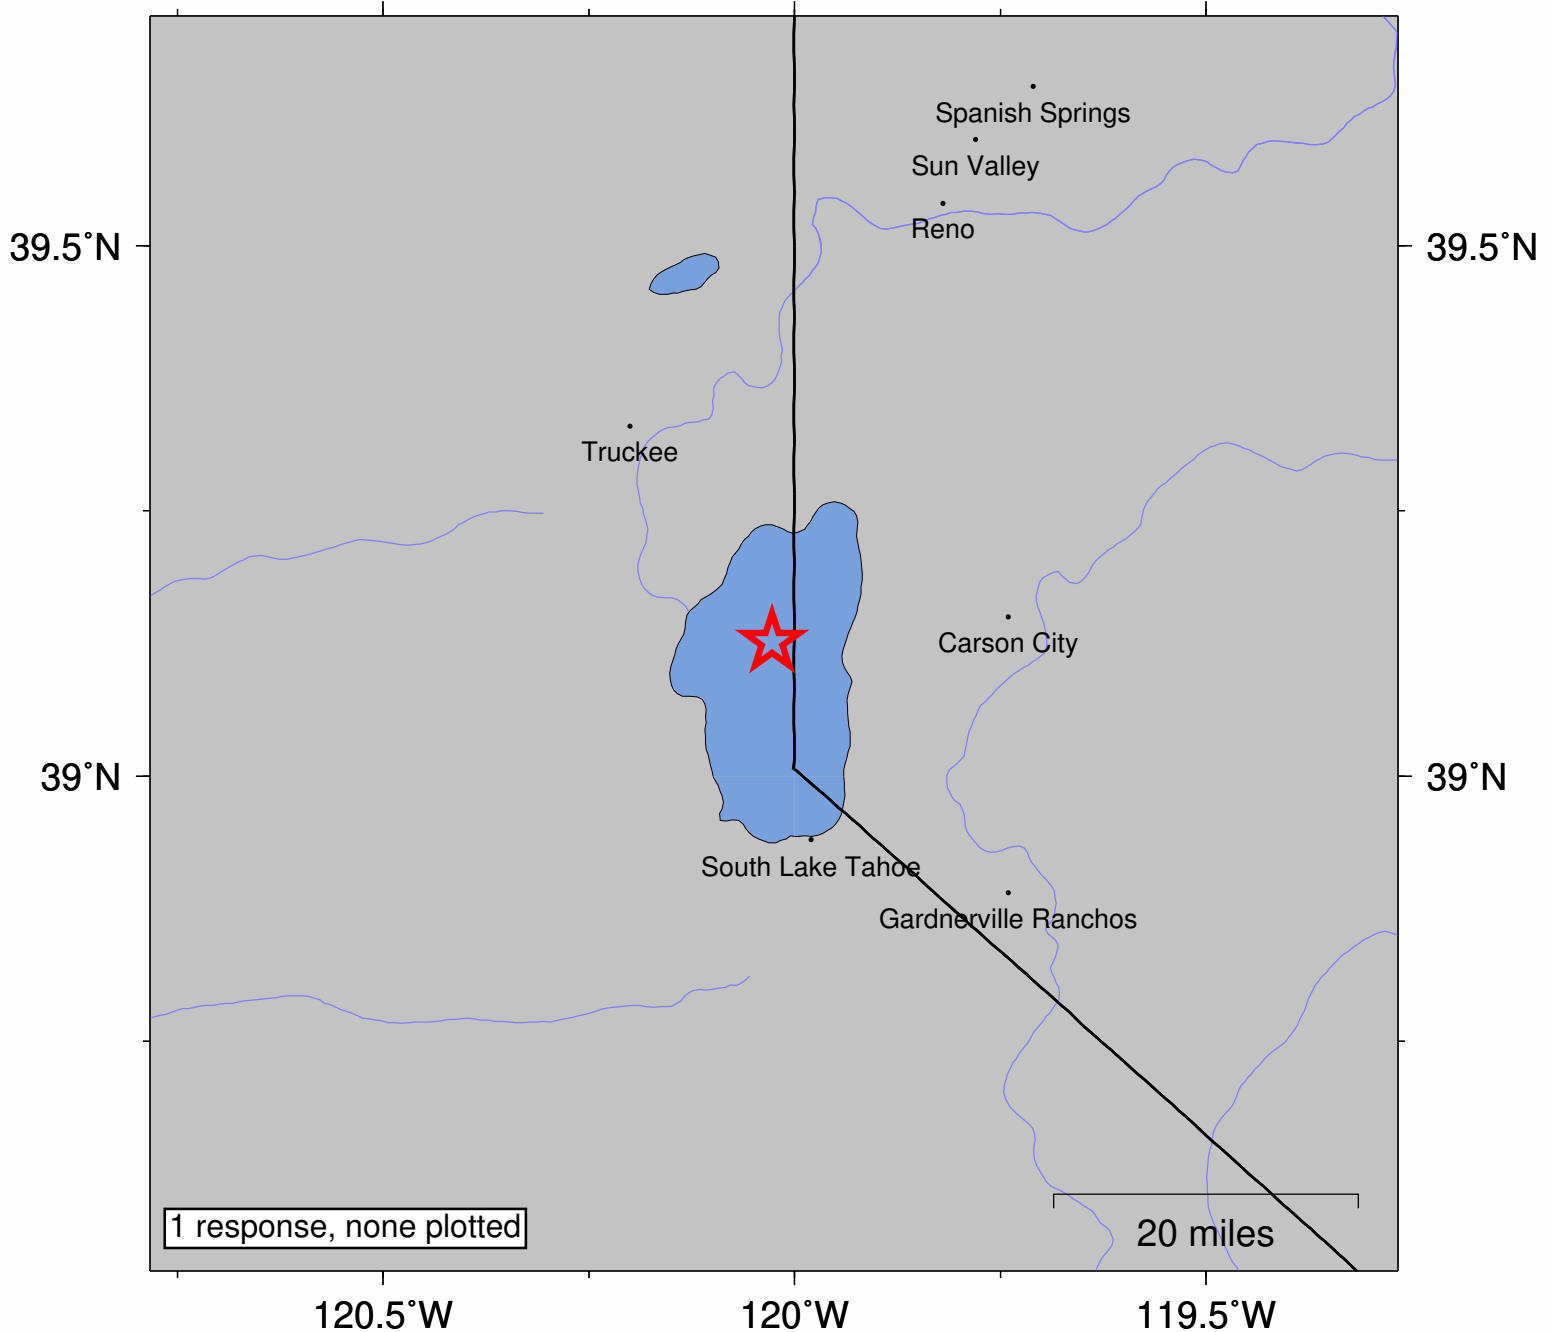 Spanish Springs
Sun Valley
Reno
39.5˚N
39.5˚N
Truckee
Carson City
39˚N
39˚N
South Lake Tahoe
Gardnerville Ranchos
1 response, none plotted
20 miles
120.5˚W
120˚W
119.5˚W